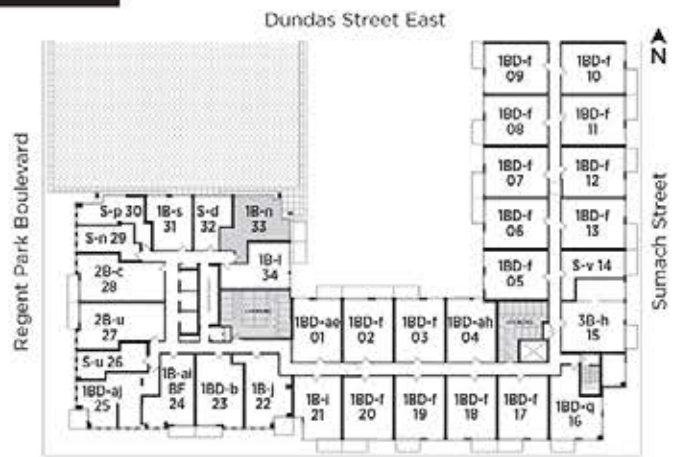 Dundas Street East
N
Regent Park Boulevard
Sumach Street
1BD-f
09
1BD-f
10
1BD-f
08
1BD-f
11
1BD-f
07
1BD-f
12
1BD-f
06
1BD-f
13
1BD-f
05
S-v 14
3B-h
15
S-p 30
1B-s
31
S-d
32
1B-n
33
S-n 29
1B-l
34
2B-c
28
2B-u
27
S-u 26
1BD-aj
25
1B-ai
BF
24
1BD-b
23
1B-j
22
1BD-ae
01
1BD-f
02
1BD-f
03
1BD-ah
04
1B-i
21
1BD-f
20
1BD-f
19
1BD-f
18
1BD-f
17
1BD-q
16